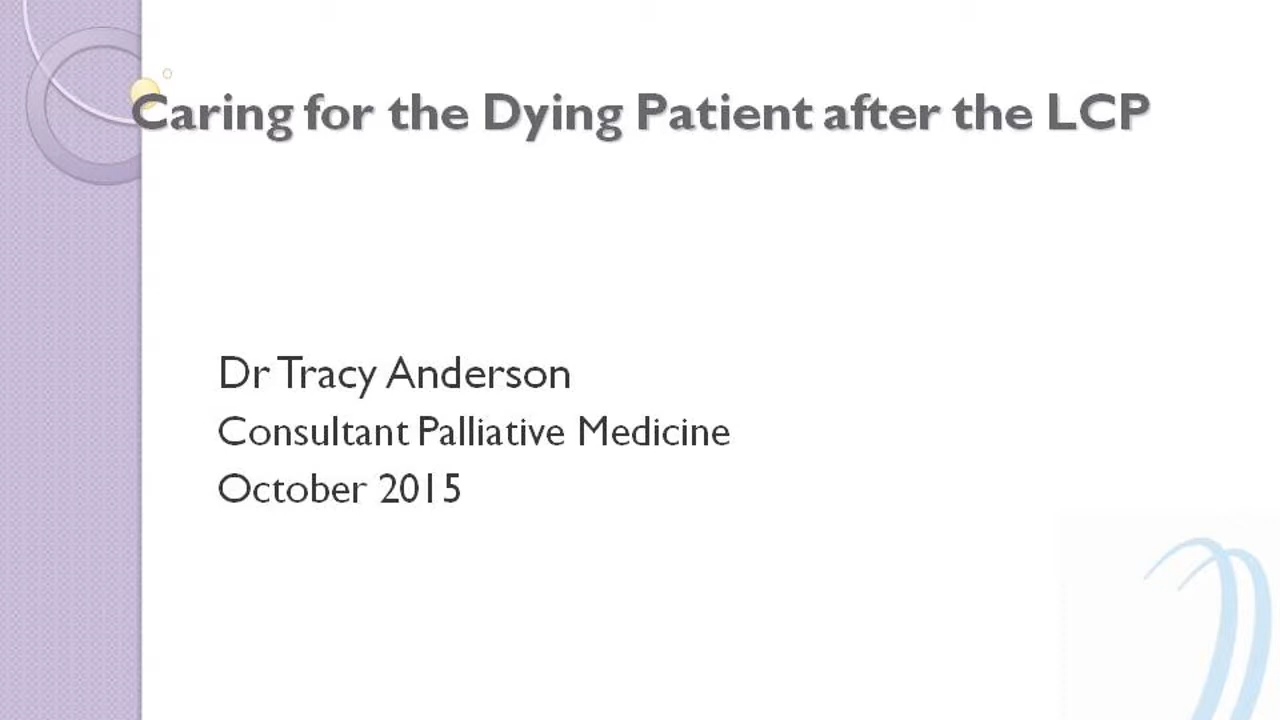 Caring for the Dying Patient after the LCP
Dr Tracy Anderson
Consultant Palliative Medicine
October 2015